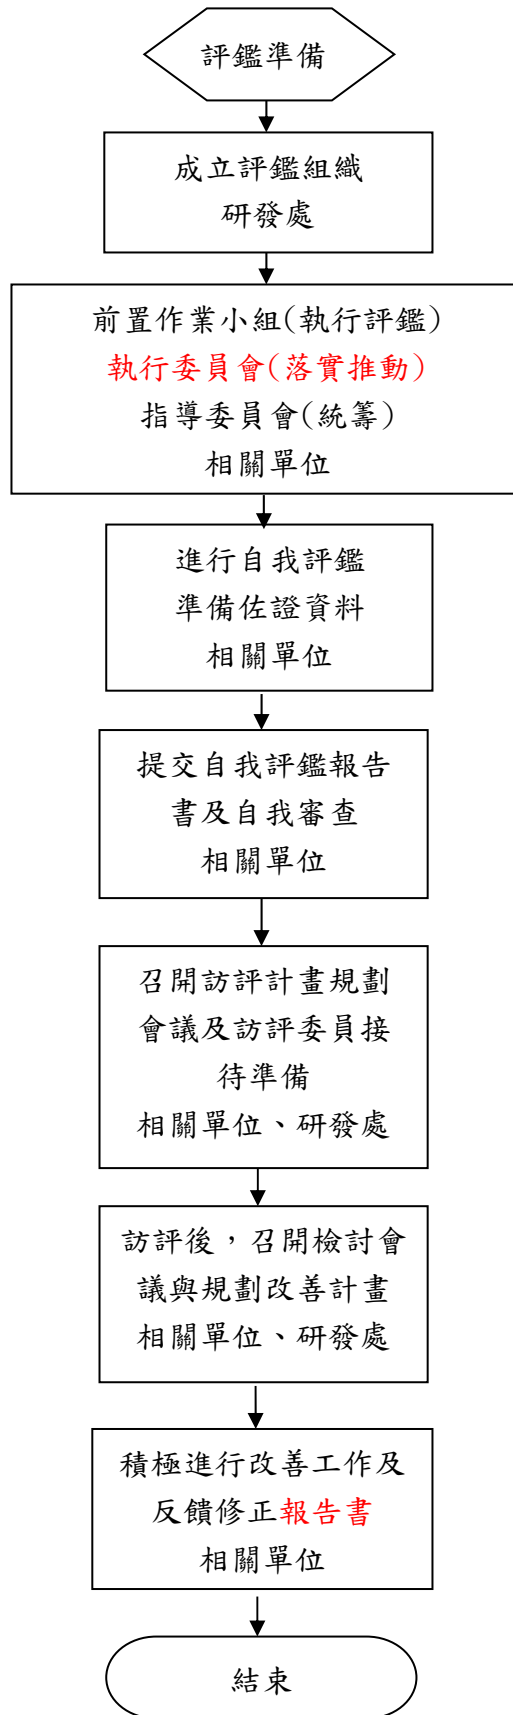 評鑑準備
成立評鑑組織
研發處
前置作業小組(執行評鑑)
執行委員會(落實推動)
指導委員會(統籌)
相關單位
進行自我評鑑
準備佐證資料
相關單位
提交自我評鑑報告
書及自我審查
相關單位
召開訪評計畫規劃
會議及訪評委員接
待準備
相關單位、研發處
訪評後，召開檢討會
議與規劃改善計畫
相關單位、研發處
積極進行改善工作及
反饋修正報告書
相關單位
結束